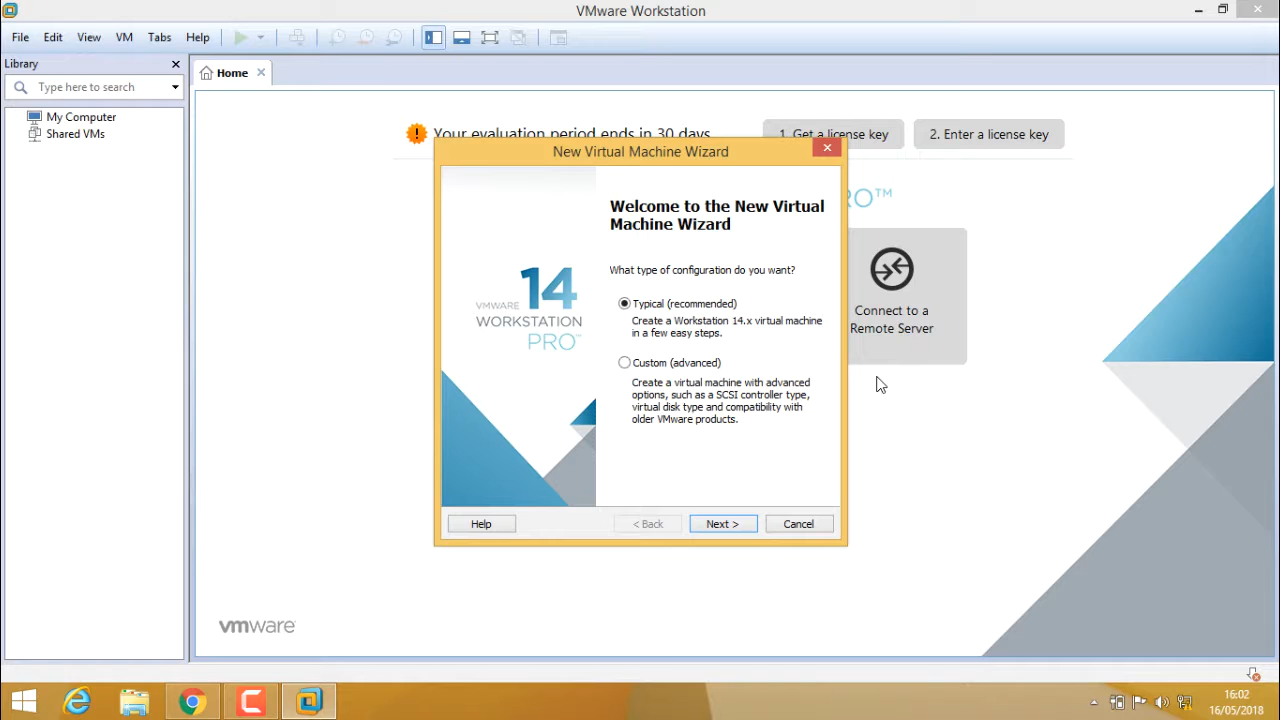 VMware Workstation
File Edit View VM Tabs Help
Library
Type here to search
My Computer
Shared VMs
Home
Your evaluation period ends in 30 days
1. Get a license key
2. Enter a license key
New Virtual Machine Wizard
RO™
Welcome to the New Virtual
Machine Wizard
What type of configuration do you want?
Typical (recommended)
Create a Workstation 14.x virtual machine
in a few easy steps.
Custom (advanced)
Create a virtual machine with advanced
options, such as a SCSI controller type,
virtual disk type and compatibility with
older VMware products.
14
VMWARE
WORKSTATION
PRO™
Connect to a
Remote Server
Help
< Back
Next >
Cancel
vmware
16:02
16/05/2018